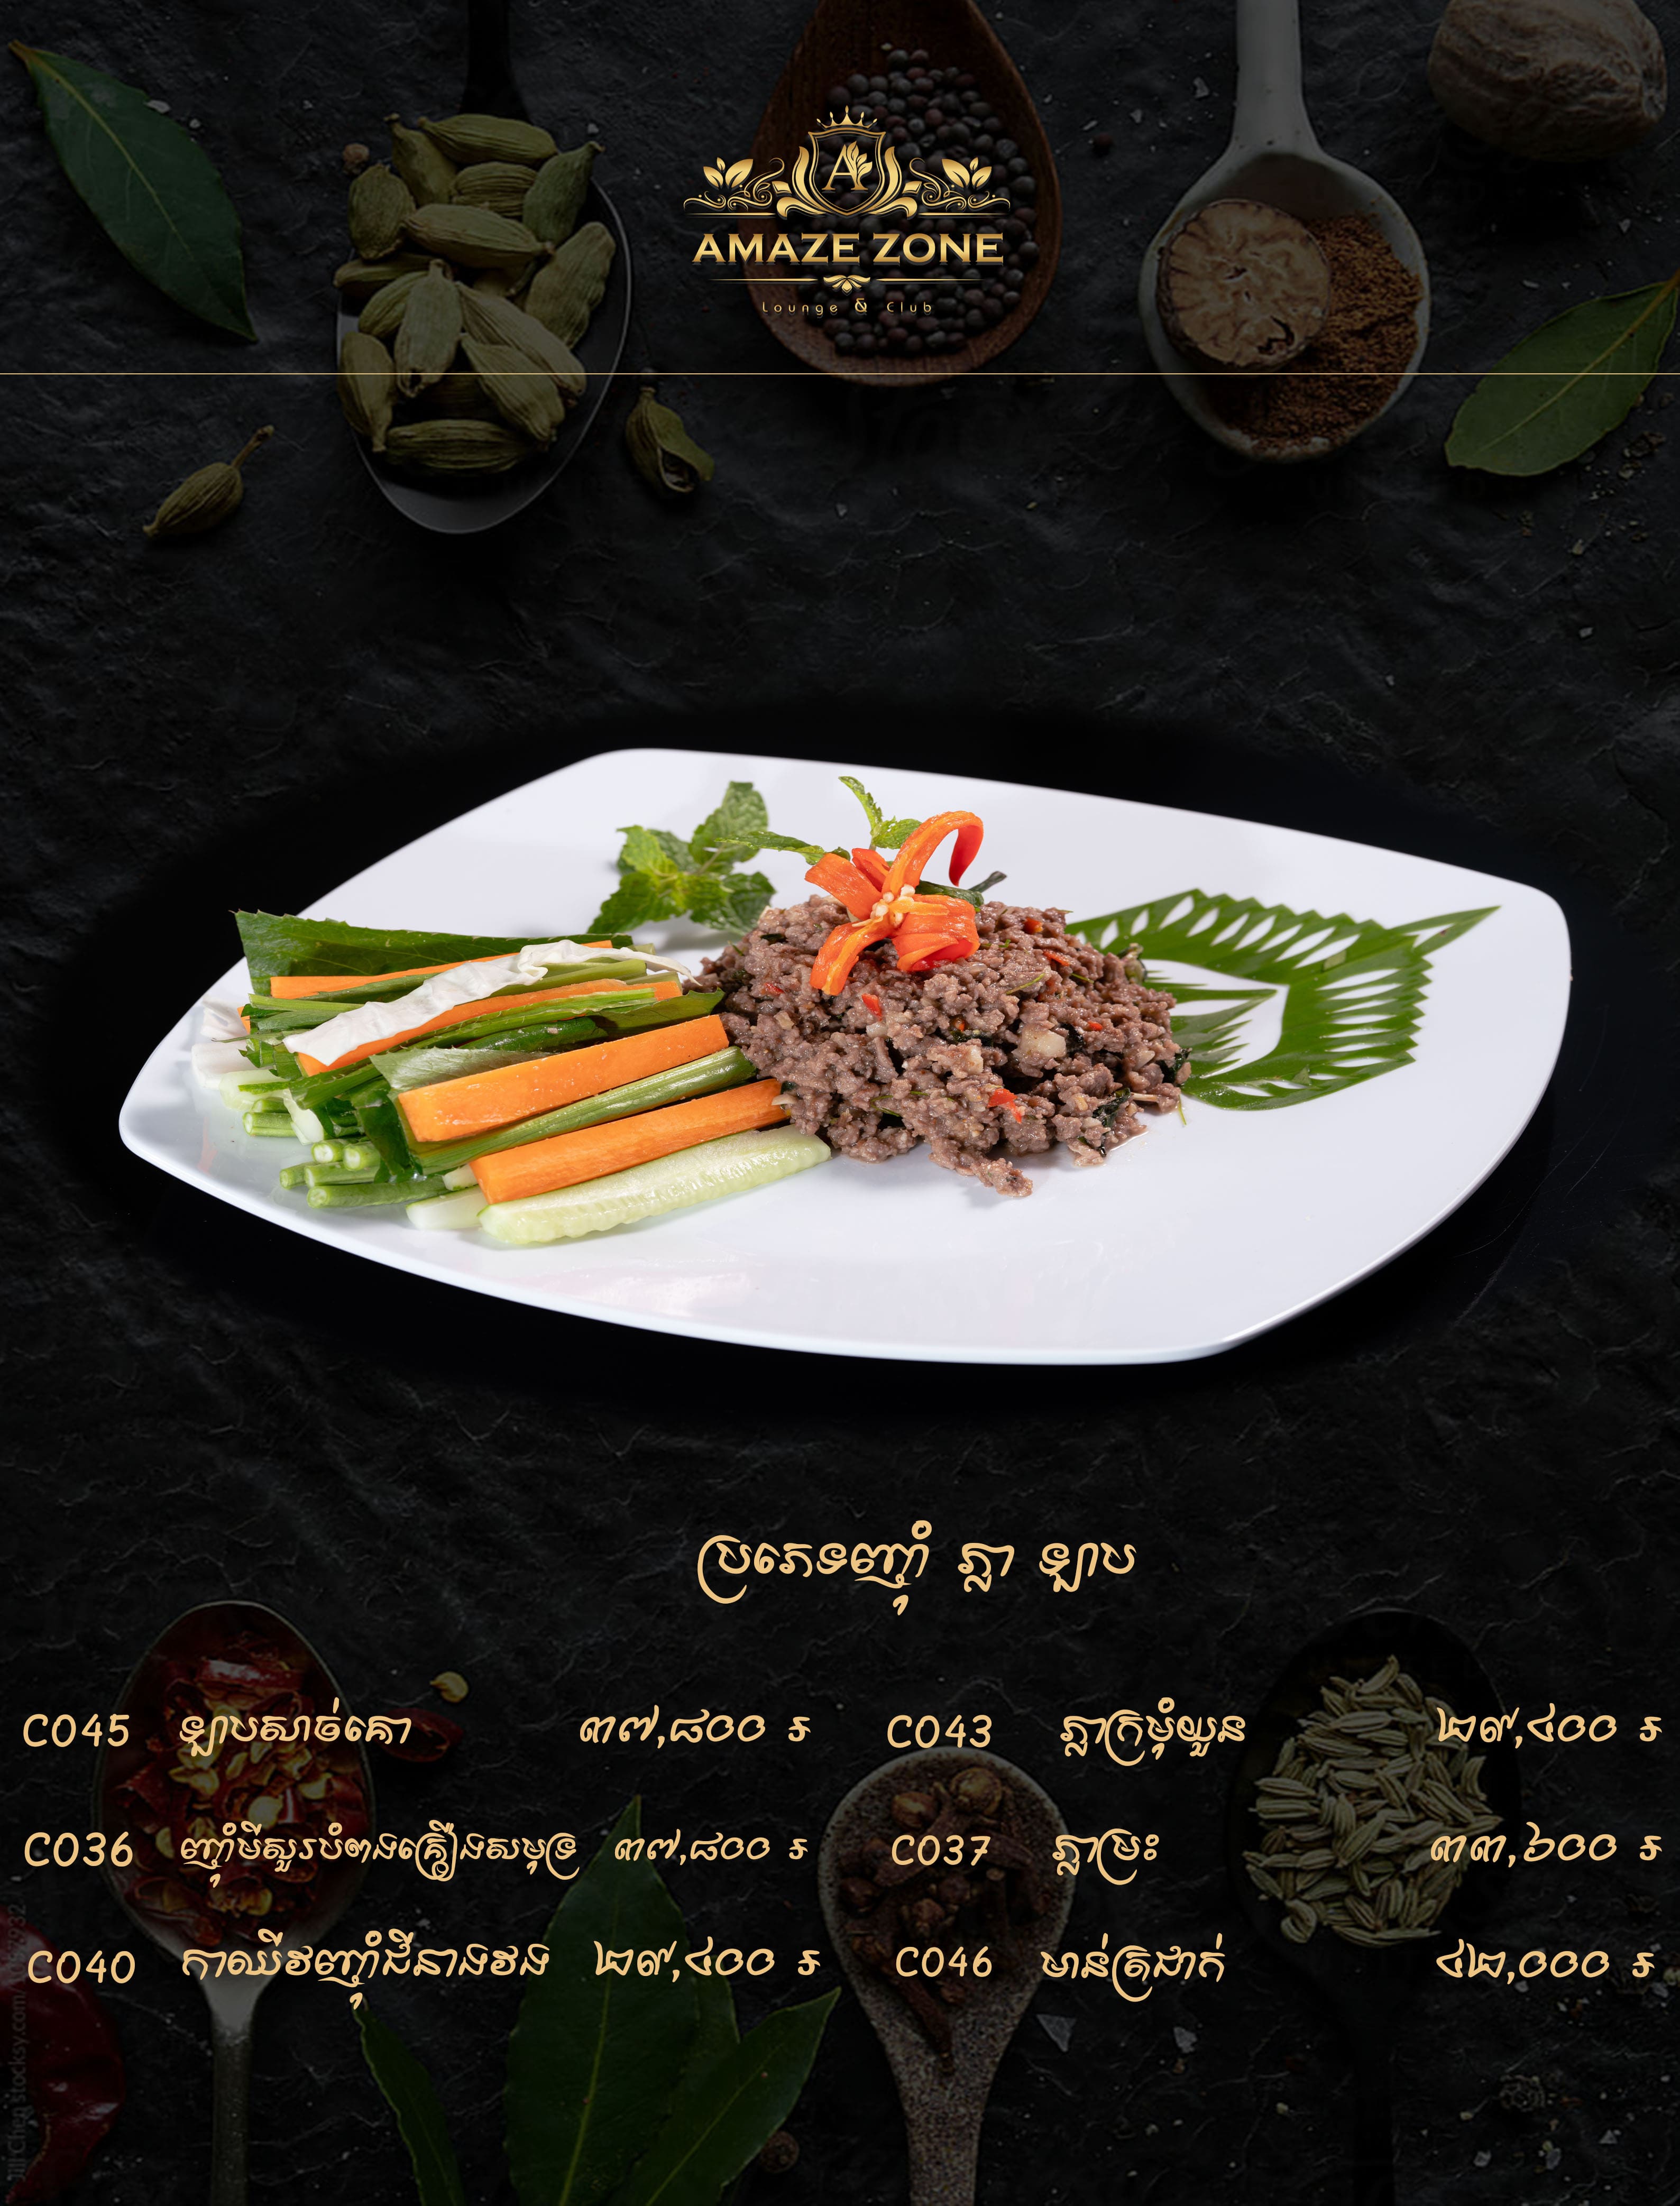 A
AMAZE ZONE
Lounge & Club
ប្រភេទញ៉ាំ ភ្លា ឡាប
C045 ឡាបសាច់គោ ៣៧,៨០០ ៛ C043 ភ្លាក្រមុំយួន ២៩,៤០០ ៛
C036 ញ៉ាំមីសួរបំពងគ្រឿងសមុទ្រ ៣៧,៨០០ ៛ C037 ភ្លាម្រះ ៣៣,៦០០ ៛
C040 កាឈីវញ៉ាំជីនាងវង ២៩,៤០០ ៛ C046 មាន់ត្រជាក់ ៤២,០០០ ៛